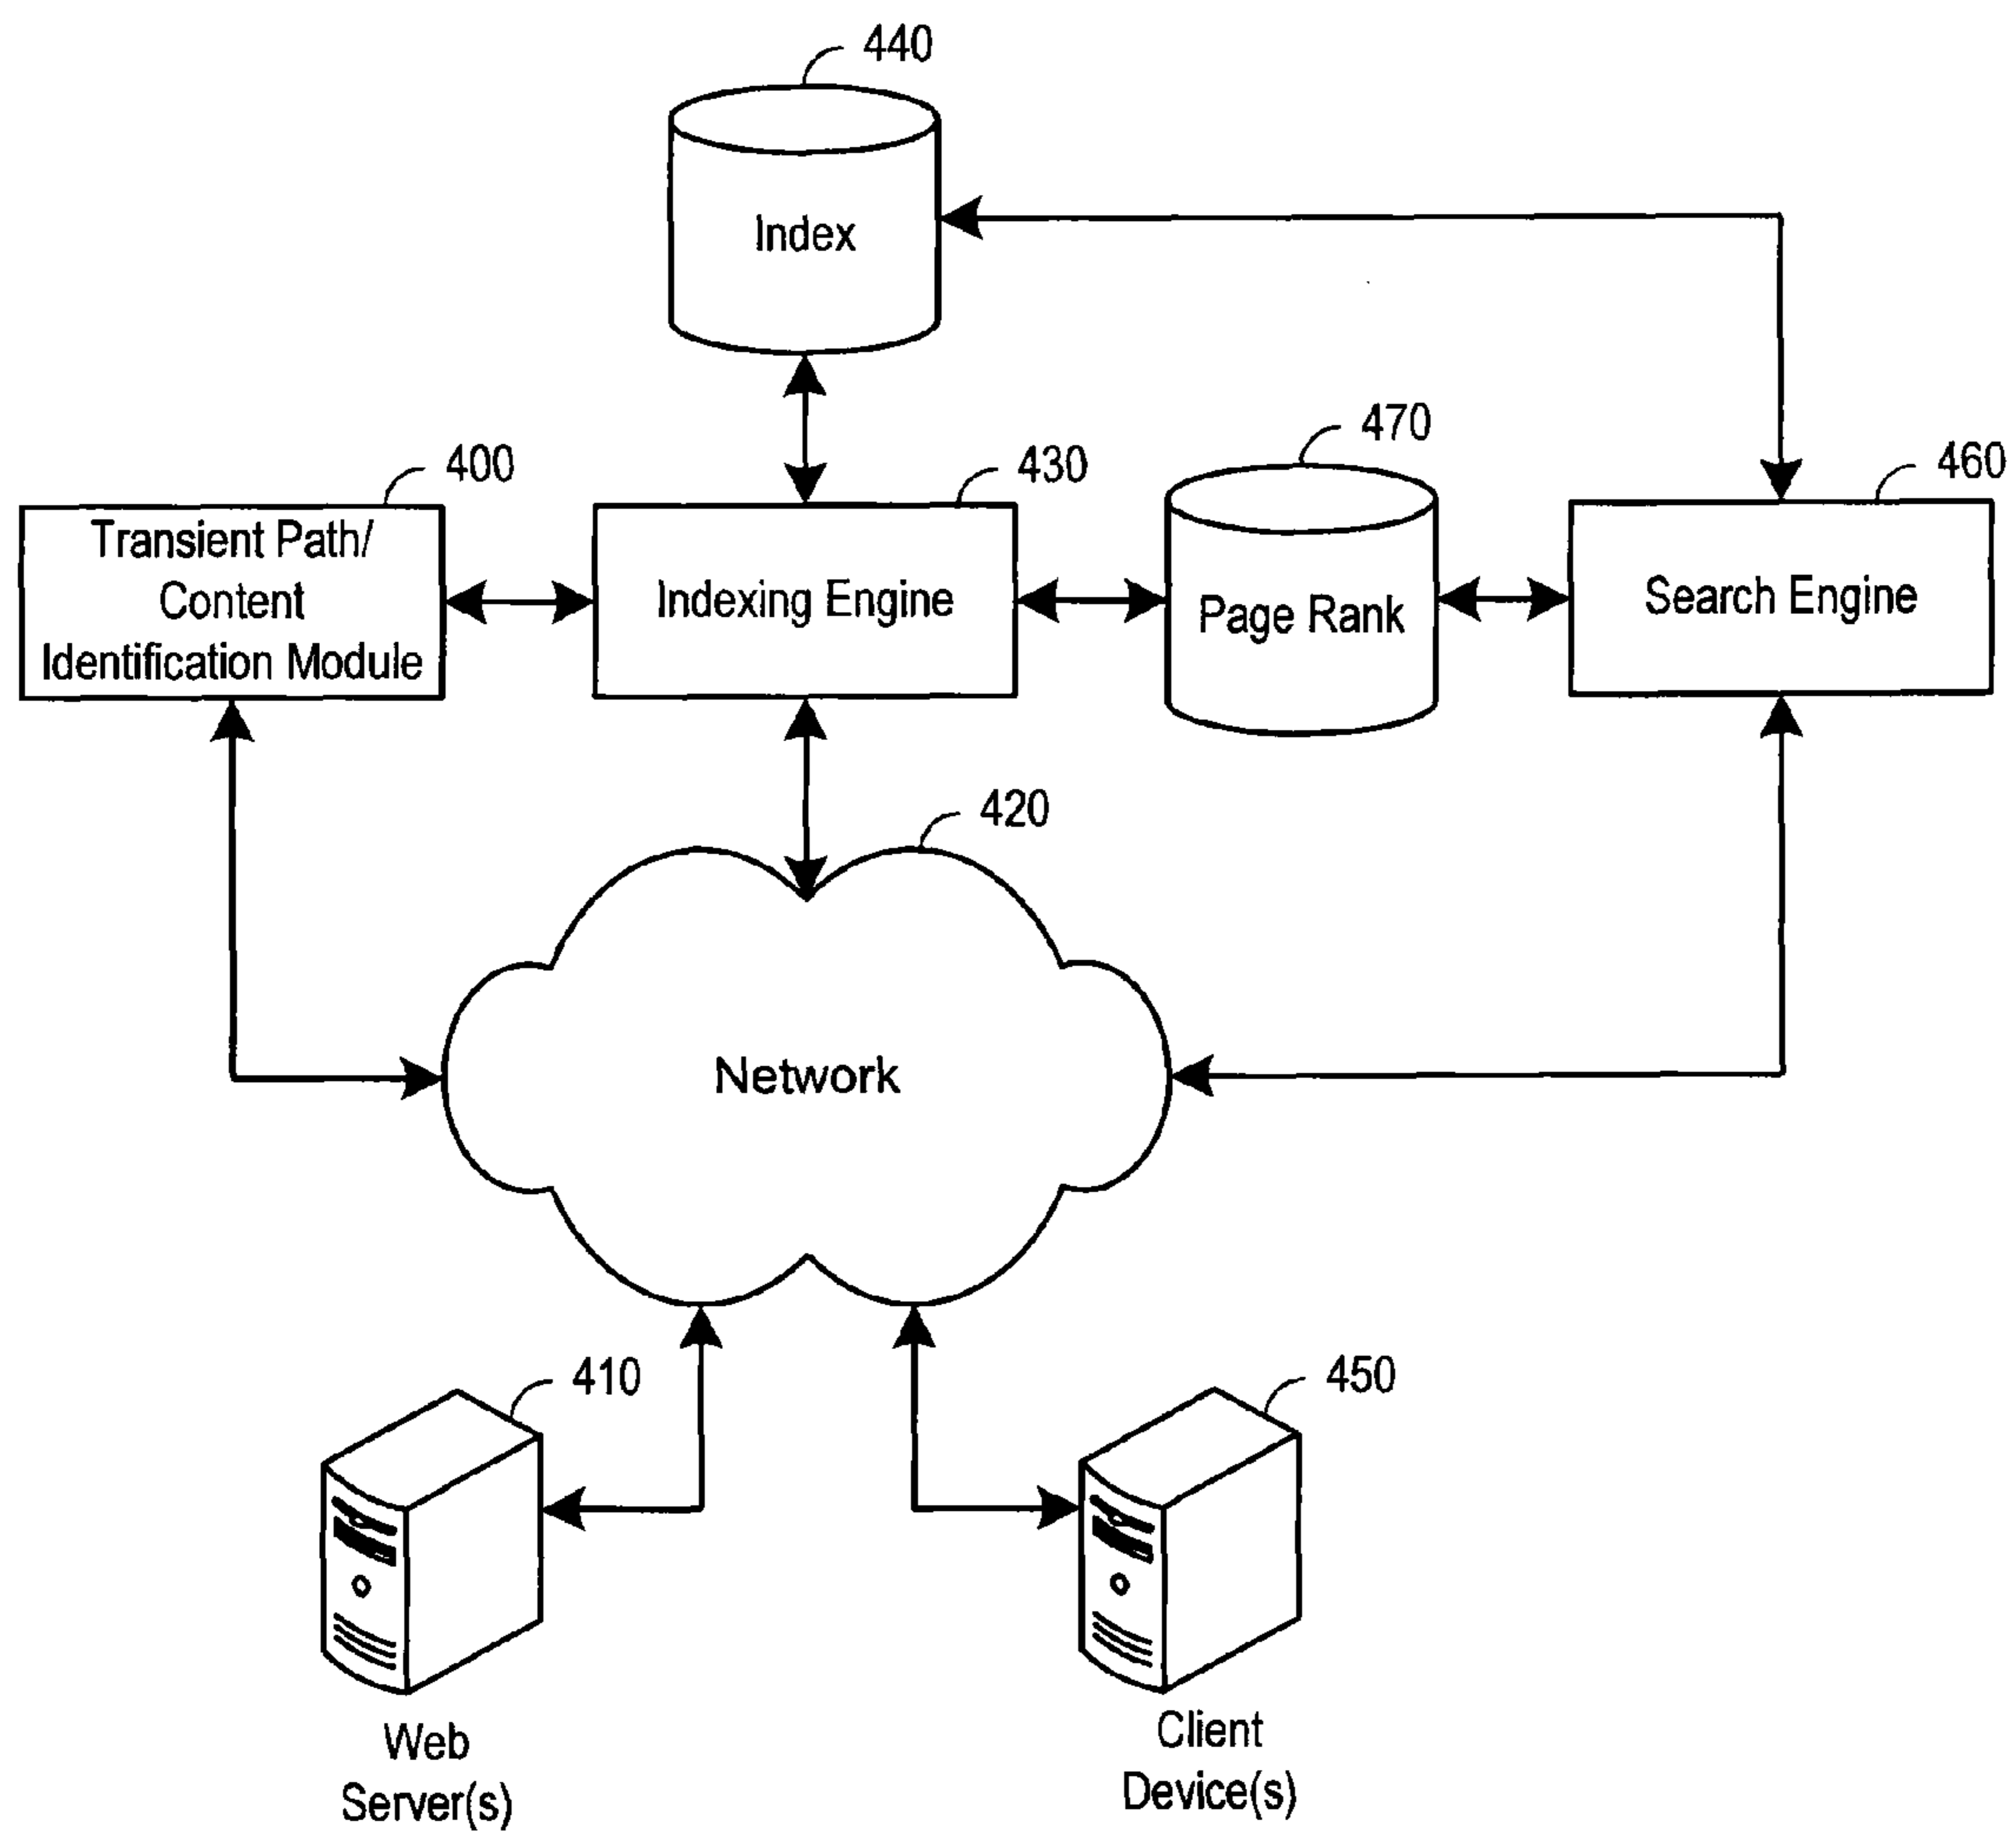 440
Index
470
400
430
460
Transient Path/
Content
Identification Module
Indexing Engine
Page Rank
Search Engine
420
Network
410
450
Web
Server(s)
Client
Device(s)